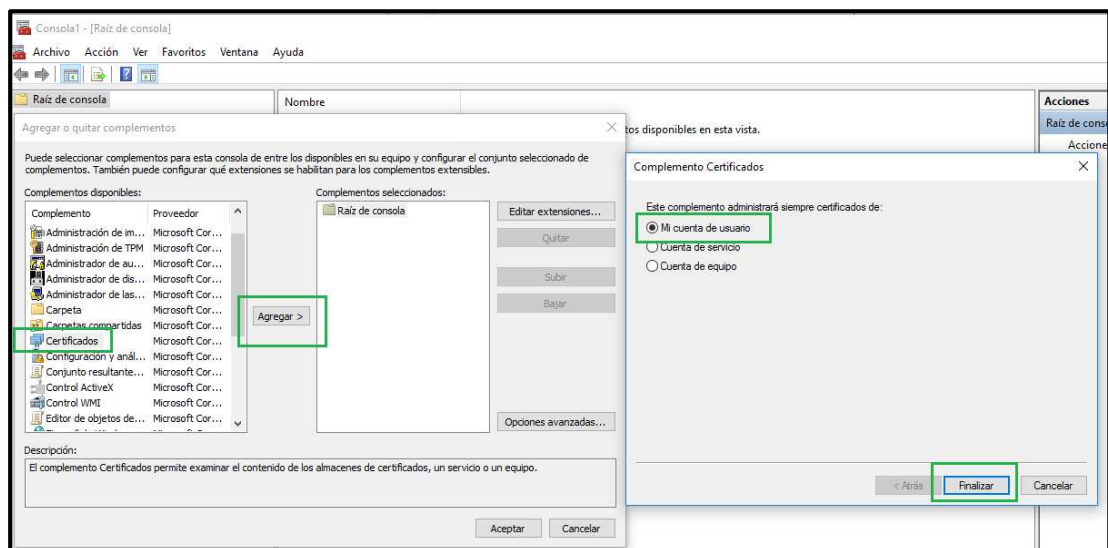 Consola1 - [Raíz de consola]
Archivo Acción Ver Favoritos Ventana Ayuda
Raíz de consola
Nombre
Acciones
Raíz de conso
Accione
tos disponibles en esta vista.
Agregar o quitar complementos
Puede seleccionar complementos para esta consola de entre los disponibles en su equipo y configurar el conjunto seleccionado de
complementos. También puede configurar qué extensiones se habilitan para los complementos extensibles.
Complementos disponibles:
Complemento Proveedor
Administración de im... Microsoft Cor...
Administración de TPM Microsoft Cor...
Administrador de au... Microsoft Cor...
Administrador de dis... Microsoft Cor...
Administrador de las... Microsoft Cor...
Carpeta Microsoft Cor...
Carpetas compartidas Microsoft Cor...
Certificados Microsoft Cor...
Configuración y anál... Microsoft Cor...
Conjunto resultante... Microsoft Cor...
Control ActiveX Microsoft Cor...
Control WMI Microsoft Cor...
Editor de objetos de... Microsoft Cor...
Agregar >
Complementos seleccionados:
Raíz de consola
Editar extensiones...
Quitar
Subir
Bajar
Opciones avanzadas...
Descripción:
El complemento Certificados permite examinar el contenido de los almacenes de certificados, un servicio o un equipo.
Aceptar Cancelar
Complemento Certificados
Este complemento administrará siempre certificados de:
Mi cuenta de usuario
Cuenta de servicio
Cuenta de equipo
< Atrás Finalizar Cancelar